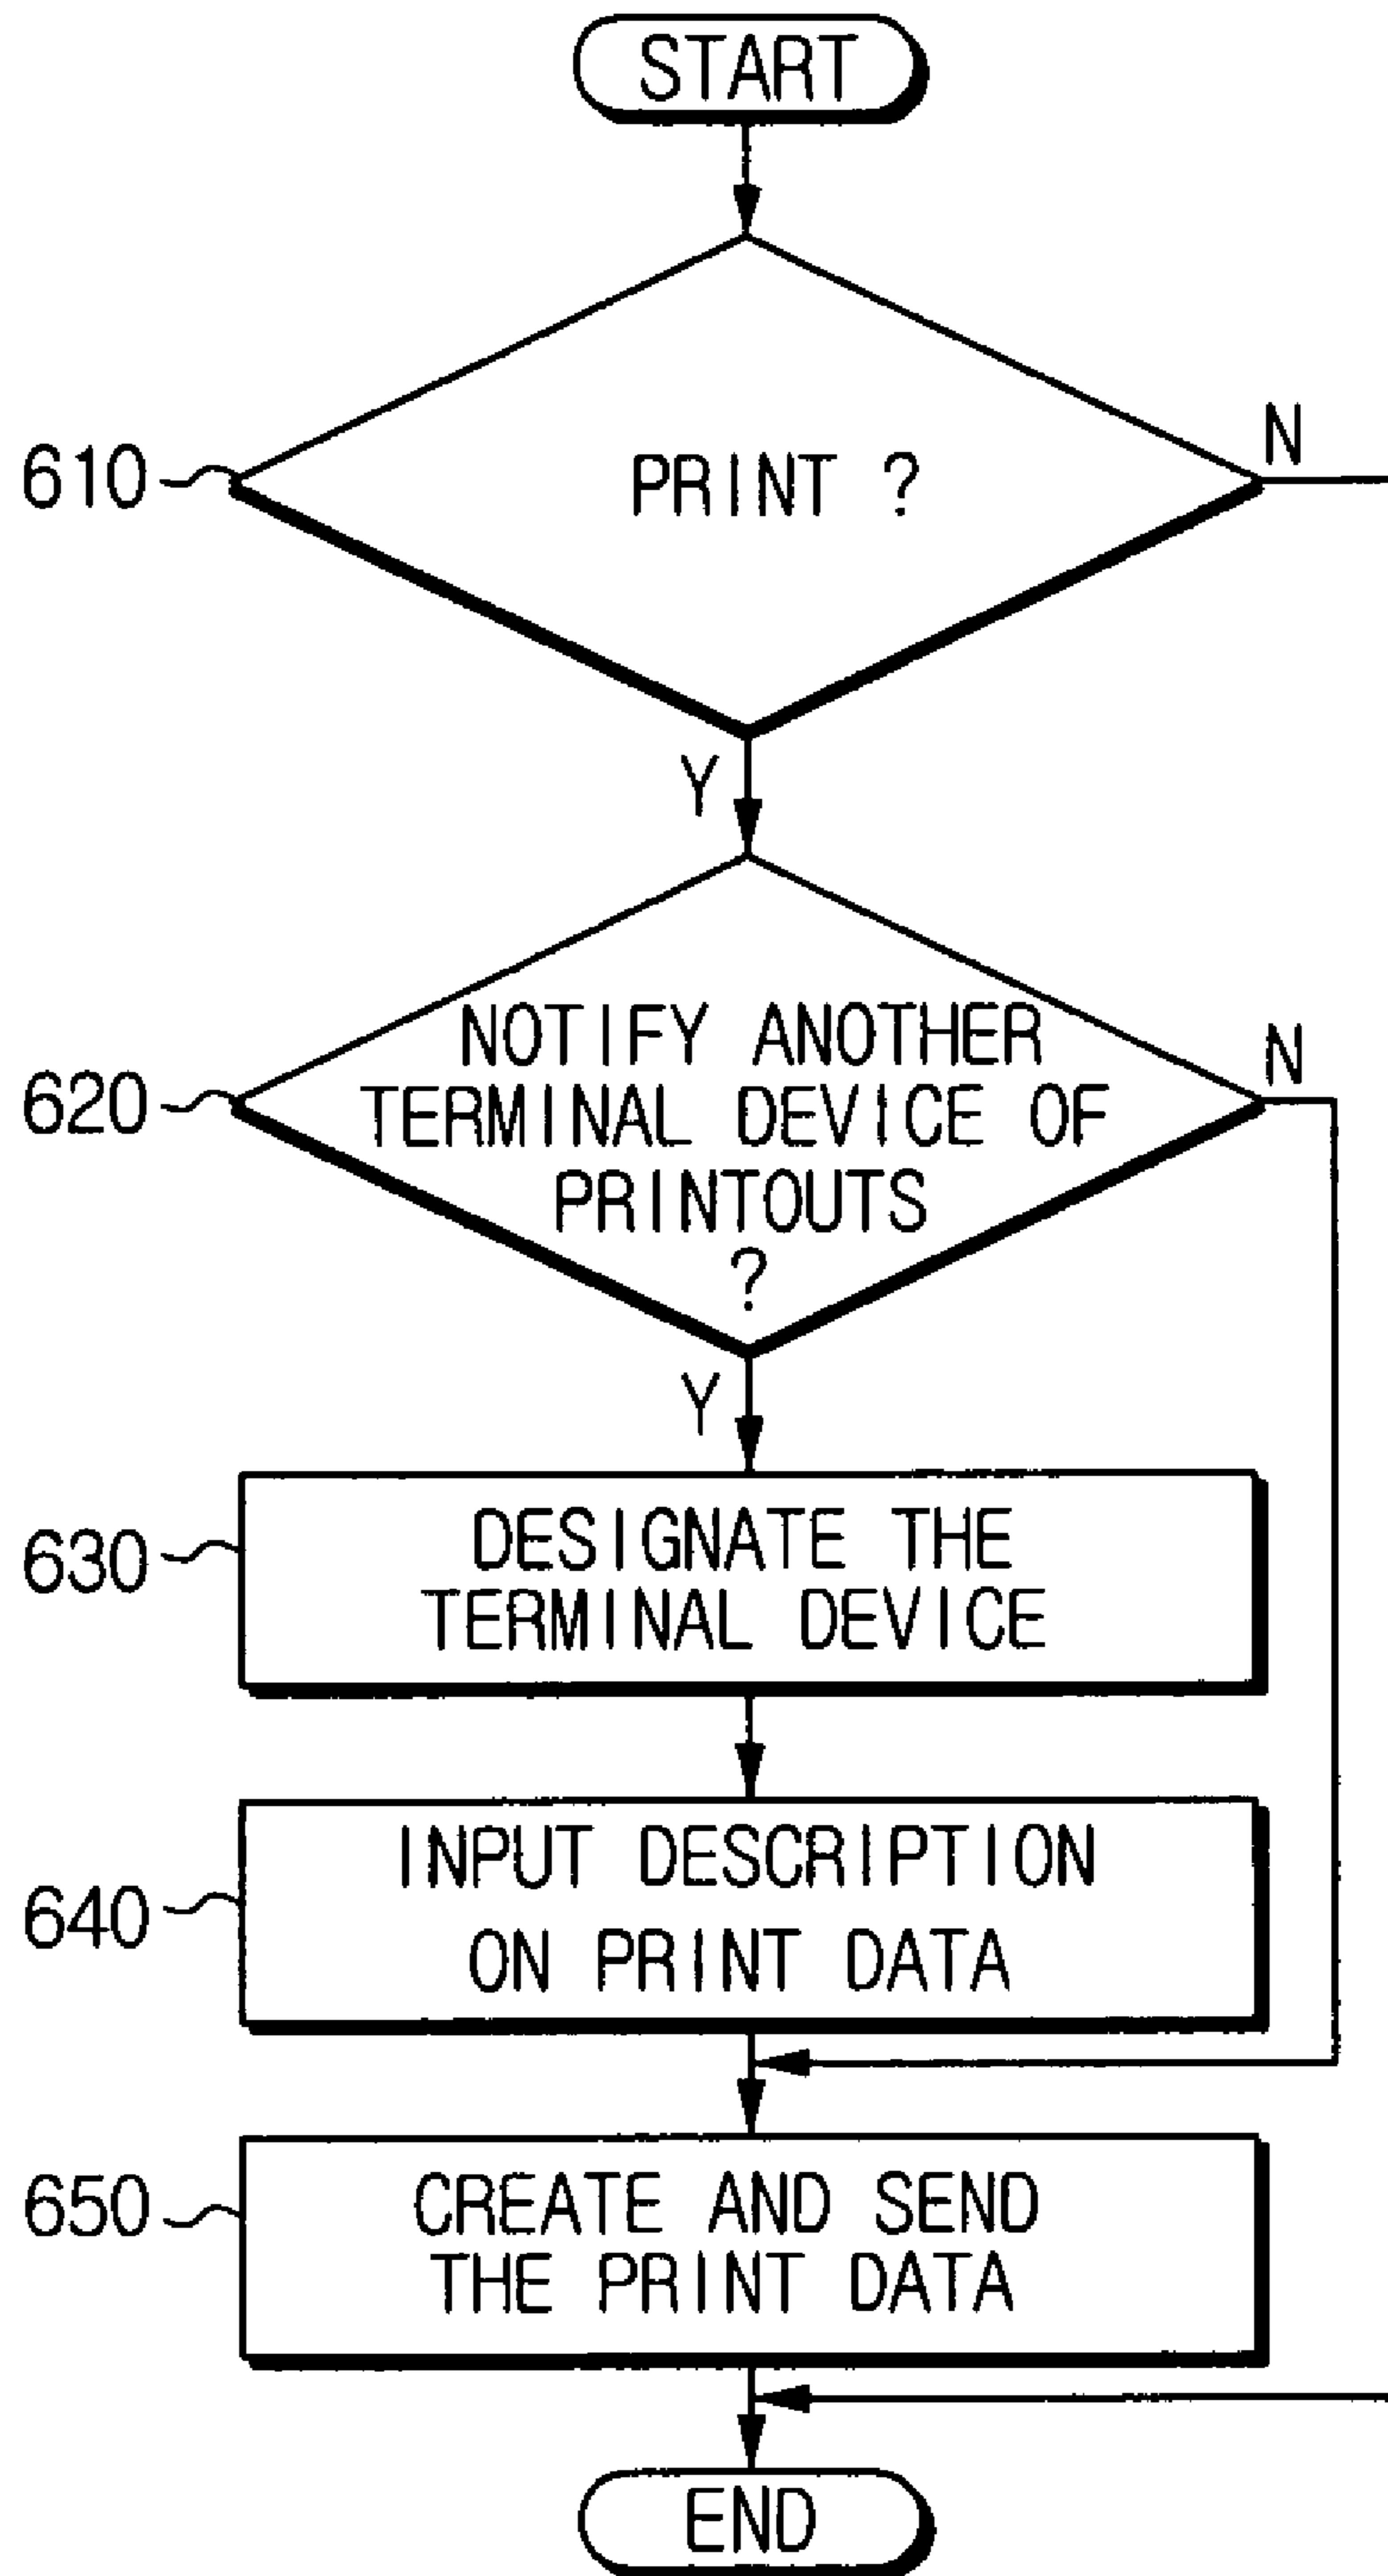 START
610
PRINT ?
N
Y
620
NOTIFY ANOTHER
TERMINAL DEVICE OF
PRINTOUTS
?
N
Y
630
DESIGNATE THE
TERMINAL DEVICE
640
INPUT DESCRIPTION
ON PRINT DATA
650
CREATE AND SEND
THE PRINT DATA
END